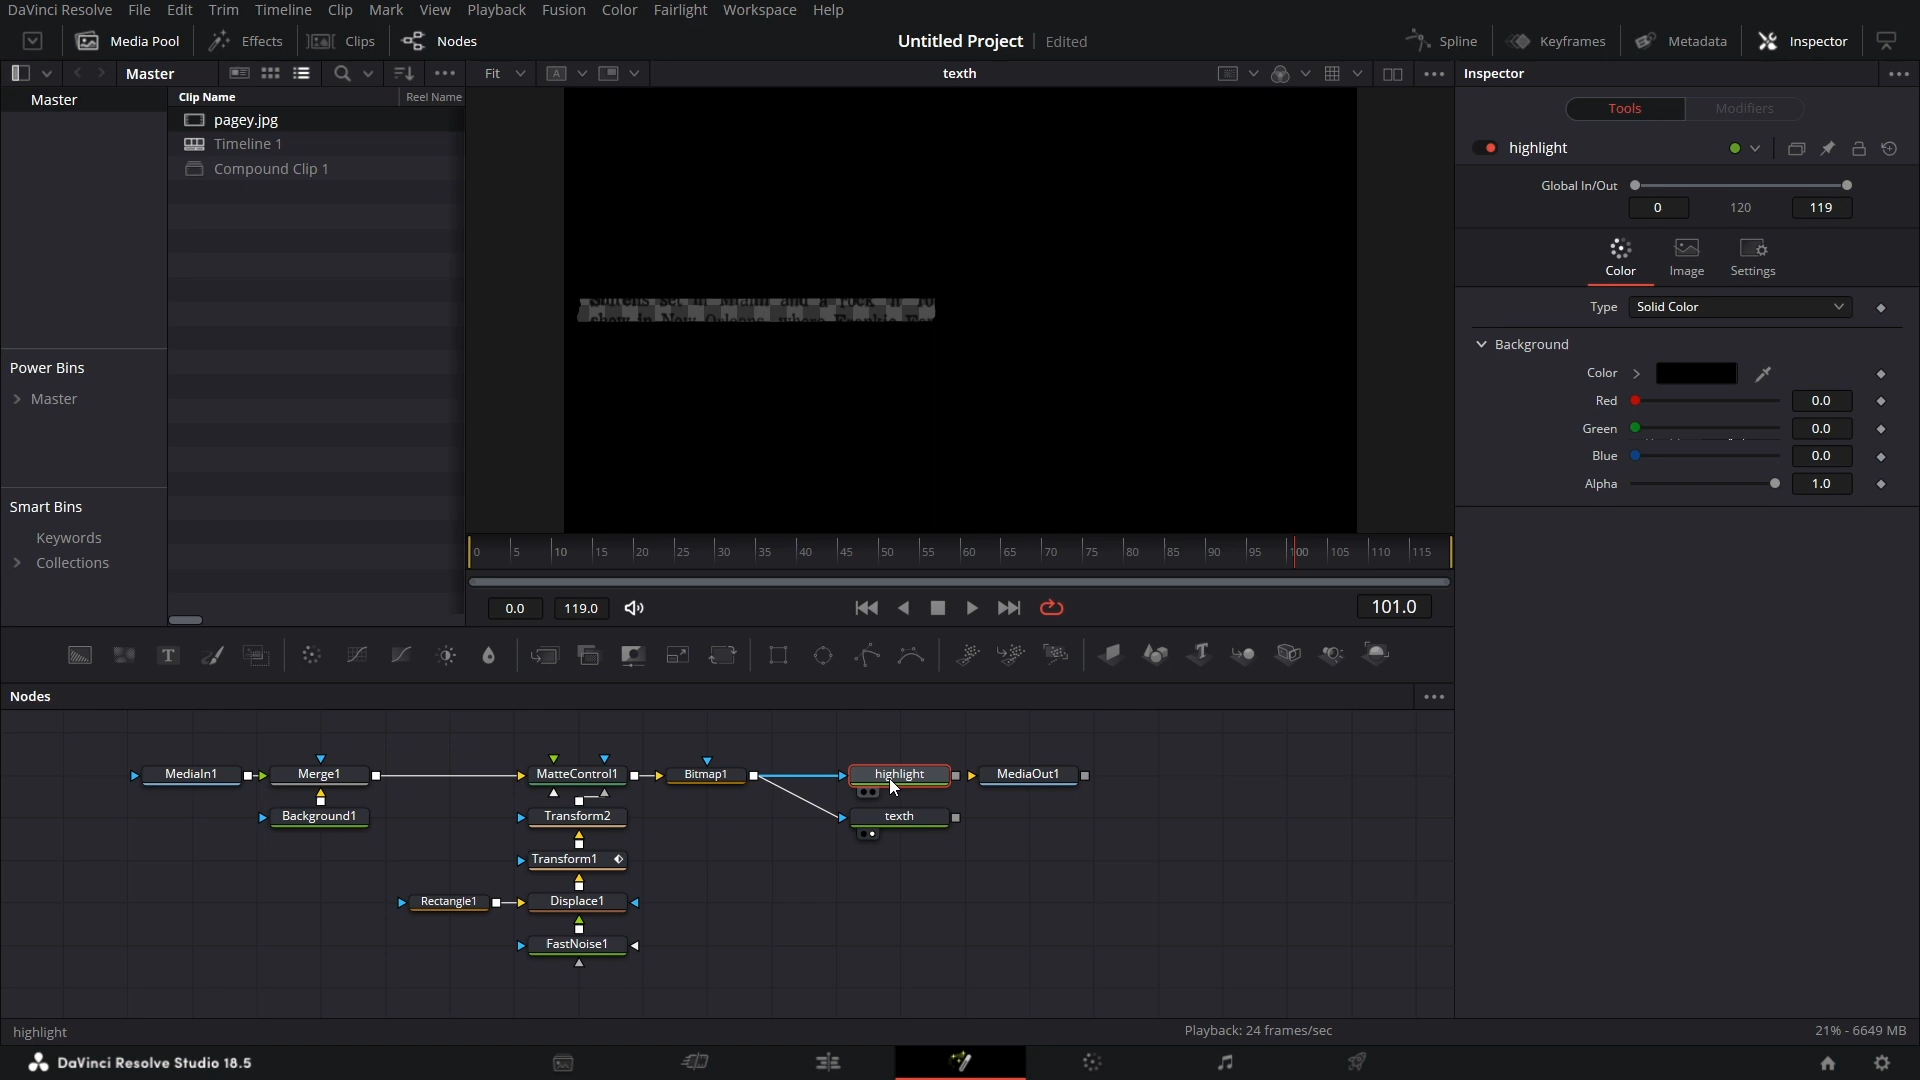 DaVinci Resolve File Edit Trim Timeline Clip Mark View Playback Fusion Color Fairlight Workspace Help
Media Pool Effects Clips Nodes Untitled Project Edited Spline Keyframes Metadata Inspector
Master Fit A texth Inspector
Master Clip Name Reel Name Tools Modifiers
pagey.jpg
Timeline 1 highlight
Compound Clip 1
Global In/Out
0 120 119
Color Image Settings
show in New Orleans, where Frankie
Type Solid Color
Background
Power Bins Color
Master Red 0.0
Green 0.0
Blue 0.0
Alpha 1.0
Smart Bins
Keywords
Collections
0 5 10 15 20 25 30 35 40 45 50 55 60 65 70 75 80 85 90 95 100 105 110 115
0.0 119.0 101.0
T
Nodes
MediaIn1 Merge1 MatteControl1 Bitmap1 highlight MediaOut1
Background1 Transform2 texth
Transform1
Rectangle1 Displace1
FastNoise1
highlight Playback: 24 frames/sec 21% - 6649 MB
DaVinci Resolve Studio 18.5